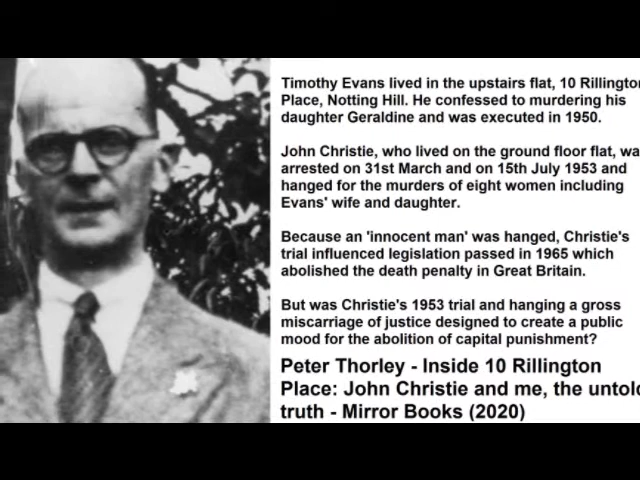 Timothy Evans lived in the upstairs flat, 10 Rillington
Place, Notting Hill. He confessed to murdering his
daughter Geraldine and was executed in 1950.
John Christie, who lived on the ground floor flat, wa
arrested on 31st March and on 15th July 1953 and
hanged for the murders of eight women including
Evans' wife and daughter.
Because an 'innocent man' was hanged, Christie's
trial influenced legislation passed in 1965 which
abolished the death penalty in Great Britain.
But was Christie's 1953 trial and hanging a gross
miscarriage of justice designed to create a public
mood for the abolition of capital punishment?
Peter Thorley - Inside 10 Rillington
Place: John Christie and me, the untold
truth - Mirror Books (2020)